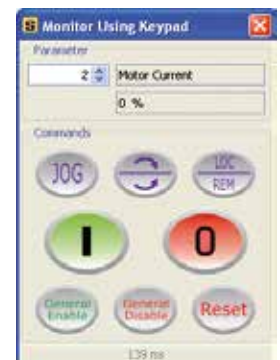 S Monitor Using Keypad
Parameter
2 Motor Current
0 %
Commands
JOG
LOC
REM
I
0
General
Enable
General
Disable
Reset
139 ms